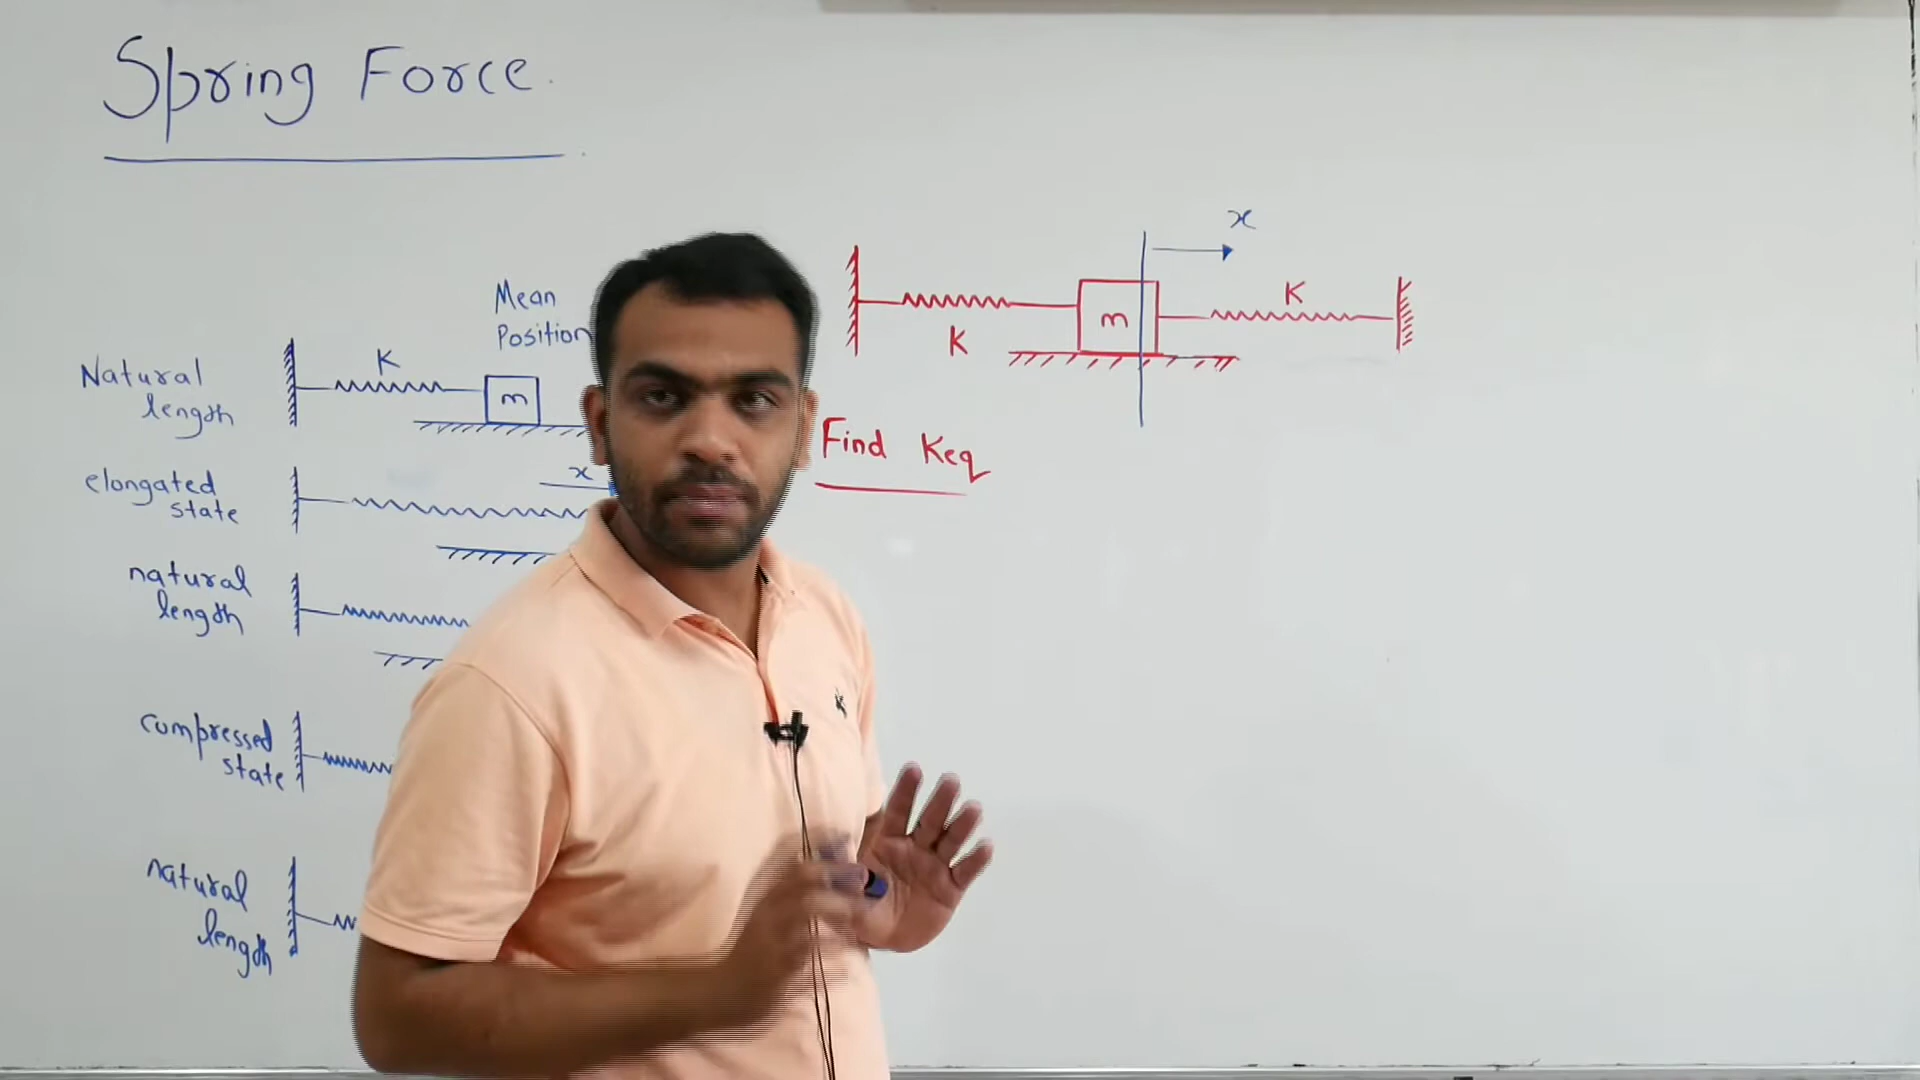 Spring Force
Mean
Position
Natural
length
K
m
elongated
state
x
natural
length
compressed
state
natural
length
x
K
m
K
Find Keq